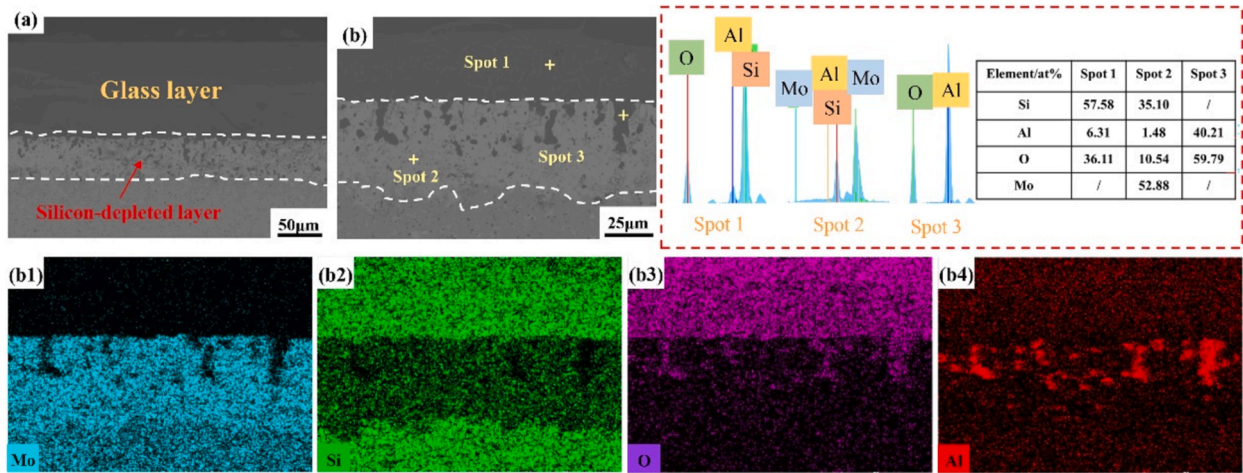 (a)
Glass layer
Silicon-depleted layer
50μm
(b)
Spot 1
Spot 2
Spot 3
25μm
O
Al
Si
Mo
Al
Si
Mo
O
Al
Spot 1
Spot 2
Spot 3
Element/at% Spot 1 Spot 2 Spot 3
Si 57.58 35.10 /
Al 6.31 1.48 40.21
O 36.11 10.54 59.79
Mo / 52.88 /
(b1)
Mo
(b2)
Si
(b3)
O
(b4)
Al